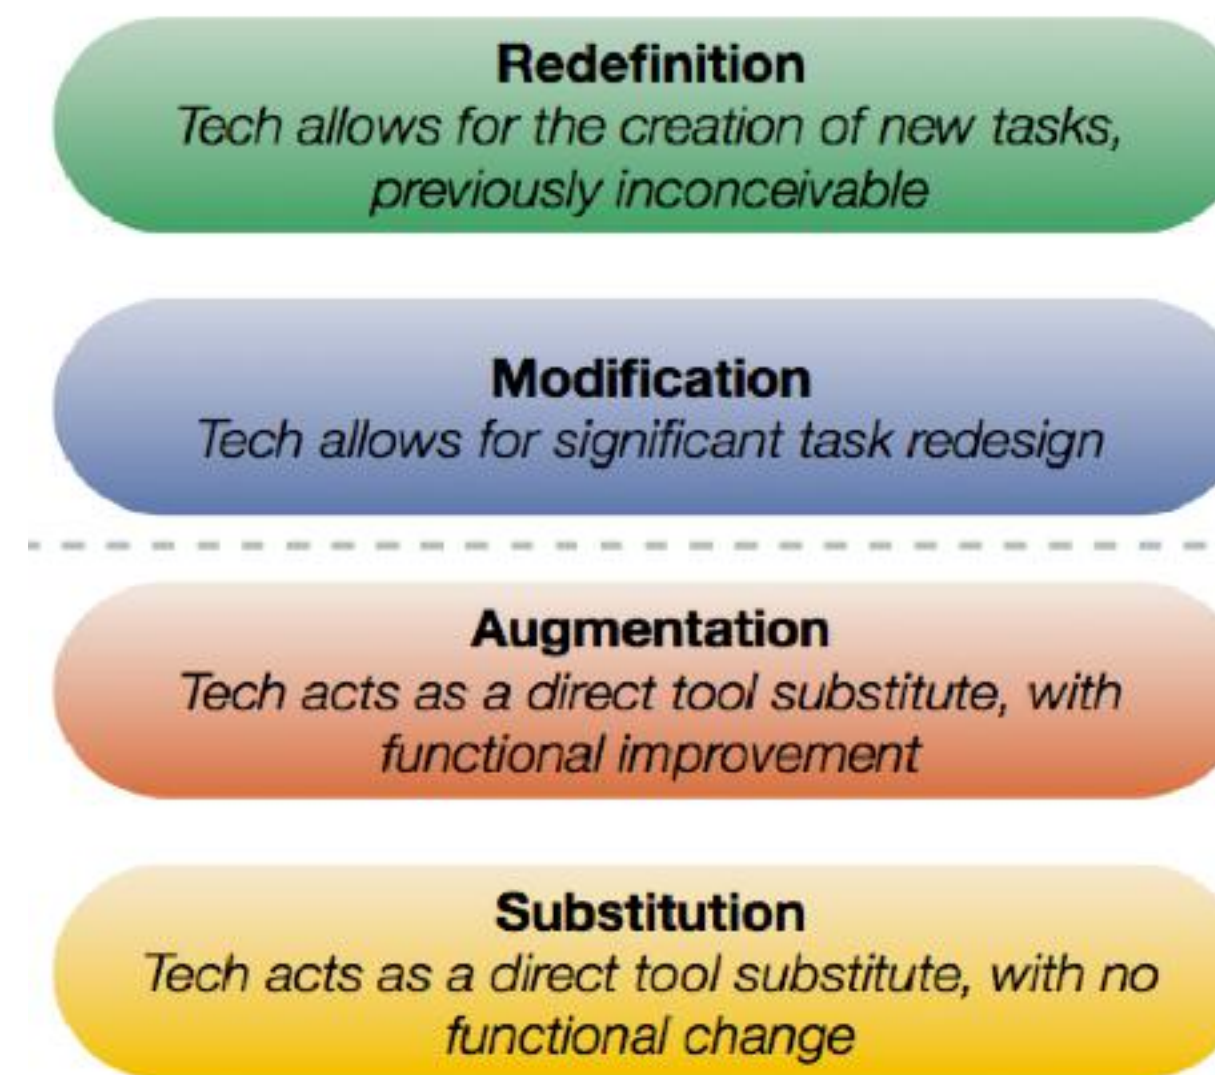 Redefinition
Tech allows for the creation of new tasks,
previously inconceivable
Modification
Tech allows for significant task redesign
Augmentation
Tech acts as a direct tool substitute, with
functional improvement
Substitution
Tech acts as a direct tool substitute, with no
functional change